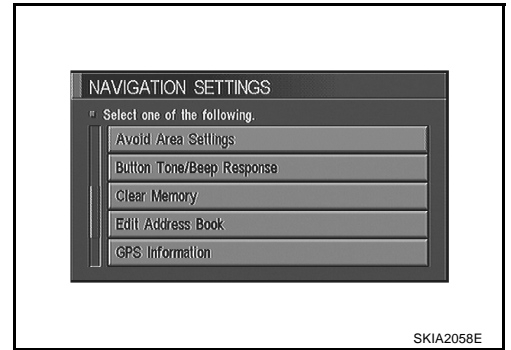 NAVIGATION SETTINGS
Select one of the following.
Avoid Area Settings
Button Tone/Beep Response
Clear Memory
Edit Address Book
GPS Information
SKIA2058E